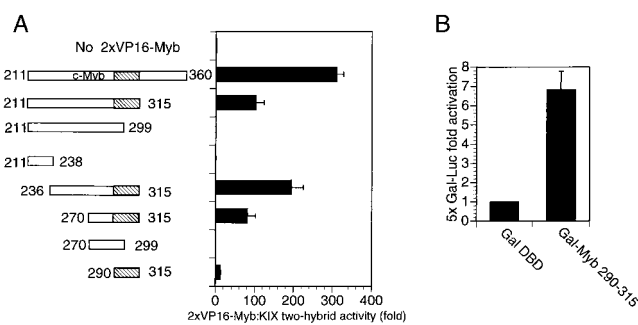 A
B
No 2xVP16-Myb
211 c-Myb 360
211 315
211 299
211 238
236 315
270 315
270 299
290 315
0 100 200 300 400
2xVP16-Myb:KIX two-hybrid activity (fold)
5x Gal-Luc fold activation
8
7
6
5
4
3
2
1
0
Gal DBD
Gal-Myb 290-315